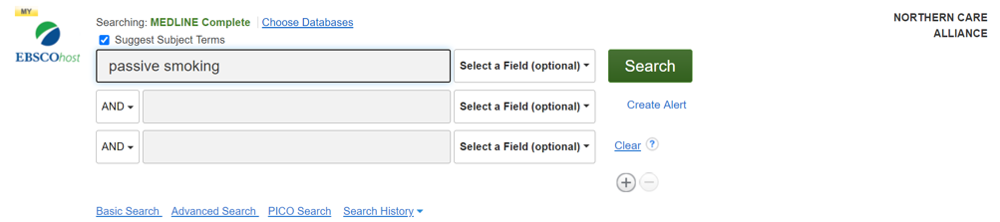 MY
EBSCOhost
Searching: MEDLINE Complete Choose Databases
Suggest Subject Terms
NORTHERN CARE
ALLIANCE
passive smoking Select a Field (optional) Search
AND Select a Field (optional) Create Alert
AND Select a Field (optional) Clear ?
Basic Search Advanced Search PICO Search Search History